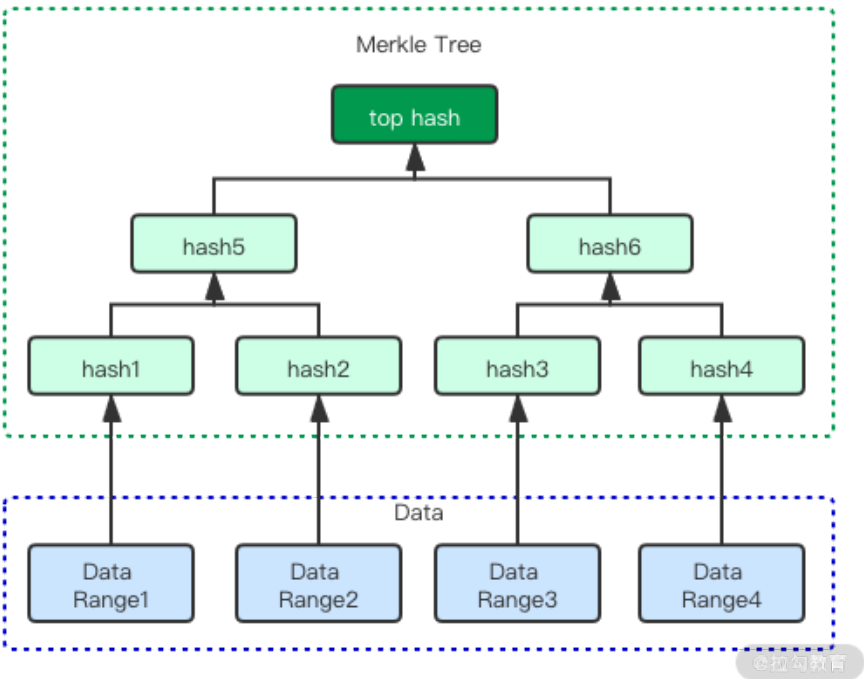 Merkle Tree
top hash
hash5
hash6
hash1
hash2
hash3
hash4
Data
Data
Range1
Data
Range2
Data
Range3
Data
Range4
@拉勾教育